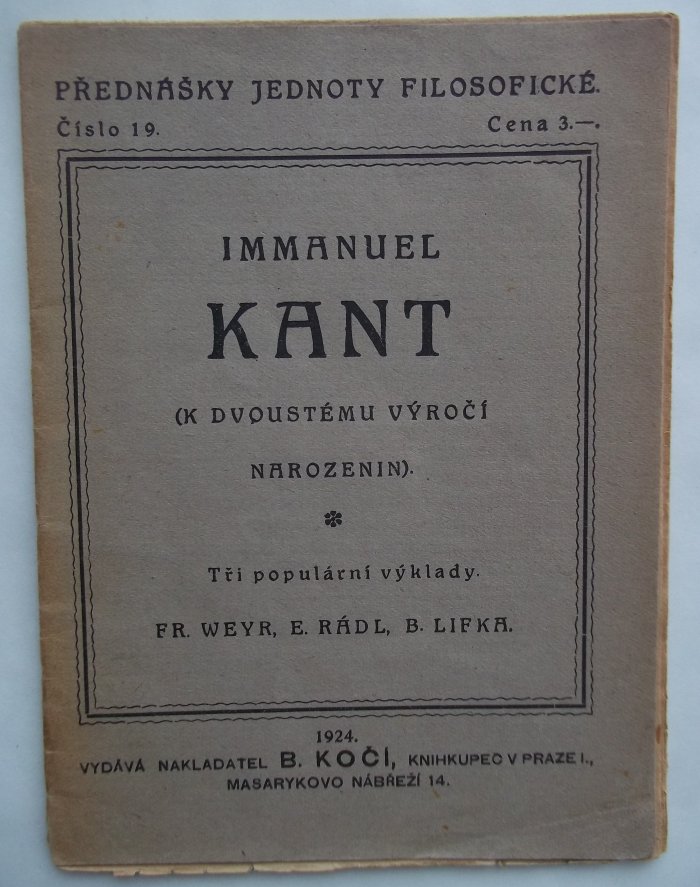 PŘEDNÁŠKY JEDNOTY FILOSOFICKÉ.
Číslo 19. Cena 3.—.
IMMANUEL
KANT
(K DVOUSTÉMU VÝROČÍ
NAROZENIN).
Tři populární výklady.
FR. WEYR, E. RÁDL, B. LIFKA.
1924.
VYDÁVÁ NAKLADATEL B. KOČÍ, KNIHKUPEC V PRAZE I.,
MASARYKOVO NÁBŘEŽÍ 14.